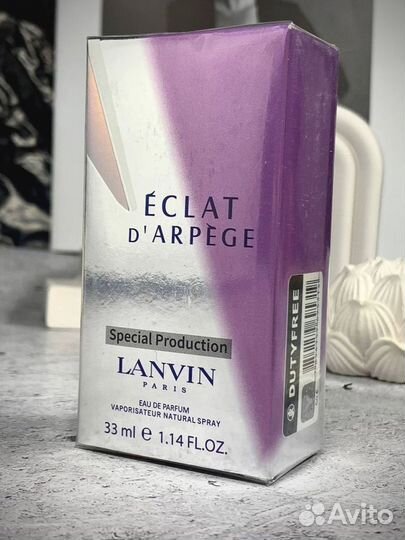 ÉCLAT
D'ARPÈGE
Special Production
LANVIN
PARIS
EAU DE PARFUM
VAPORISATEUR NATURAL SPRAY
33 ml e 1.14 FL.OZ.
DUTYFREE
Avito